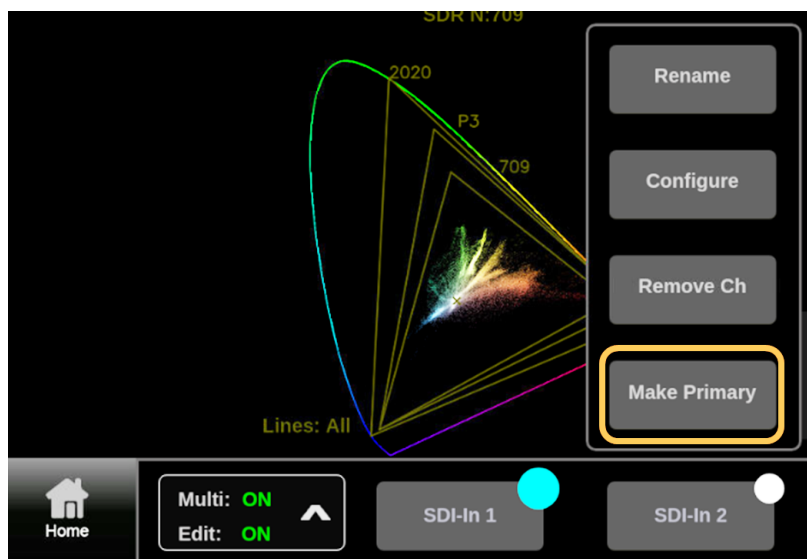 SDR N:709
2020
P3
709
Lines: All
Rename
Configure
Remove Ch
Make Primary
Home
Multi: ON
Edit: ON
SDI-In 1
SDI-In 2